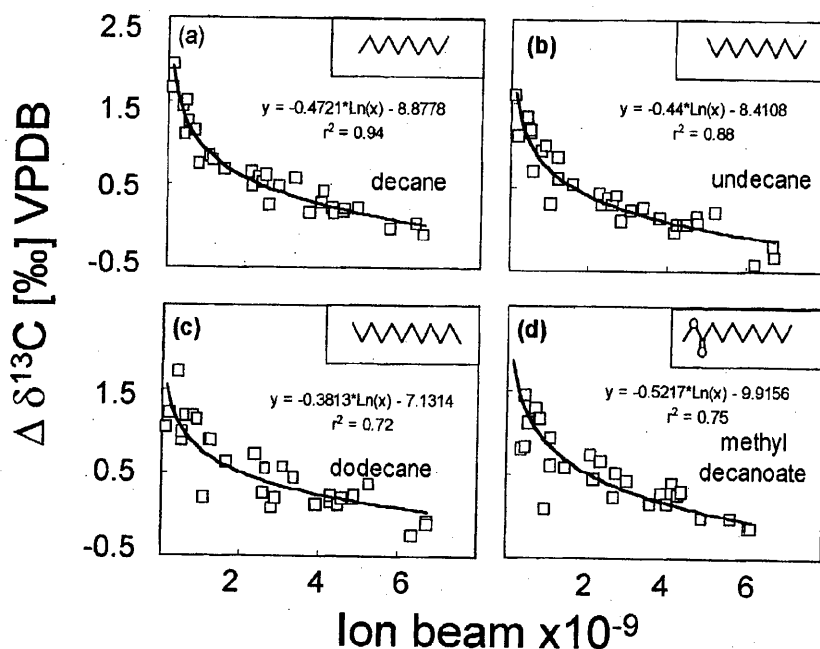 Δ δ13C [‰] VPDB
2.5
1.5
0.5
-0.5
(a)
y = -0.4721*Ln(x) - 8.8778
r2 = 0.94
decane
(b)
y = -0.44*Ln(x) - 8.4108
r2 = 0.88
undecane
1.5
0.5
-0.5
(c)
y = -0.3813*Ln(x) - 7.1314
r2 = 0.72
dodecane
(d)
y = -0.5217*Ln(x) - 9.9156
r2 = 0.75
methyl
decanoate
2 4 6 2 4 6
Ion beam x10-9